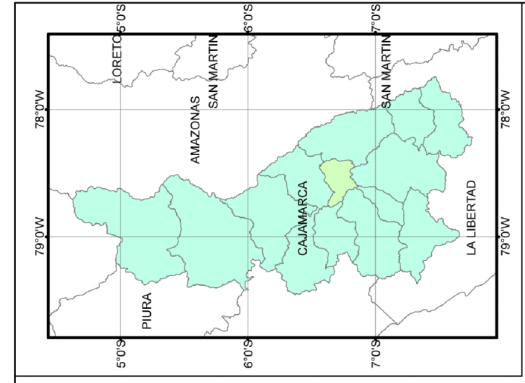 5°0'S
6°0'S
7°0'S
LORETO
SAN MARTIN
SAN MARTIN
78°0'W
78°0'W
AMAZONAS
CAJAMARCA
LA LIBERTAD
79°0'W
79°0'W
PIURA
5°0'S
6°0'S
7°0'S